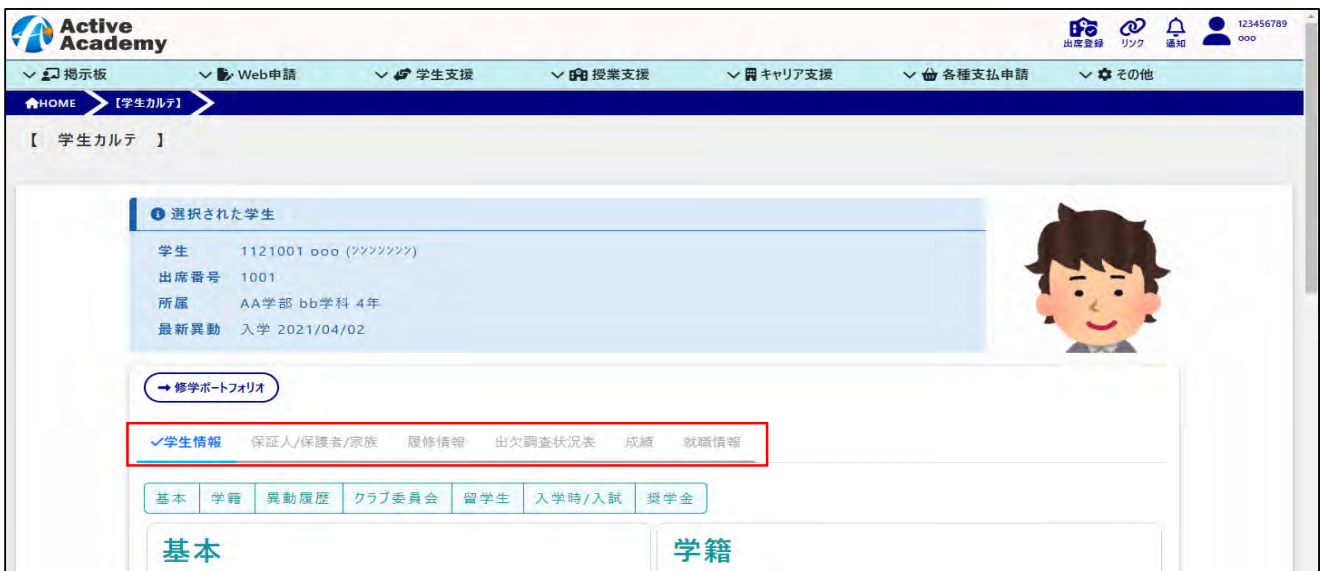 Active
Academy
出席登録 リンク 通知 123456789
ooo
掲示板 Web申請 学生支援 授業支援 キャリア支援 各種支払申請 その他
HOME 【学生カルテ】
【 学生カルテ 】
選択された学生
学生 1121001 ooo (ｼｼｼｼｼｼｼ)
出席番号 1001
所属 AA学部 bb学科 4年
最新異動 入学 2021/04/02
→ 修学ポートフォリオ
✓学生情報 保証人/保護者/家族 履修情報 出欠調査状況表 成績 就職情報
基本 学籍 異動履歴 クラブ委員会 留学生 入学時/入試 奨学金
基本 学籍